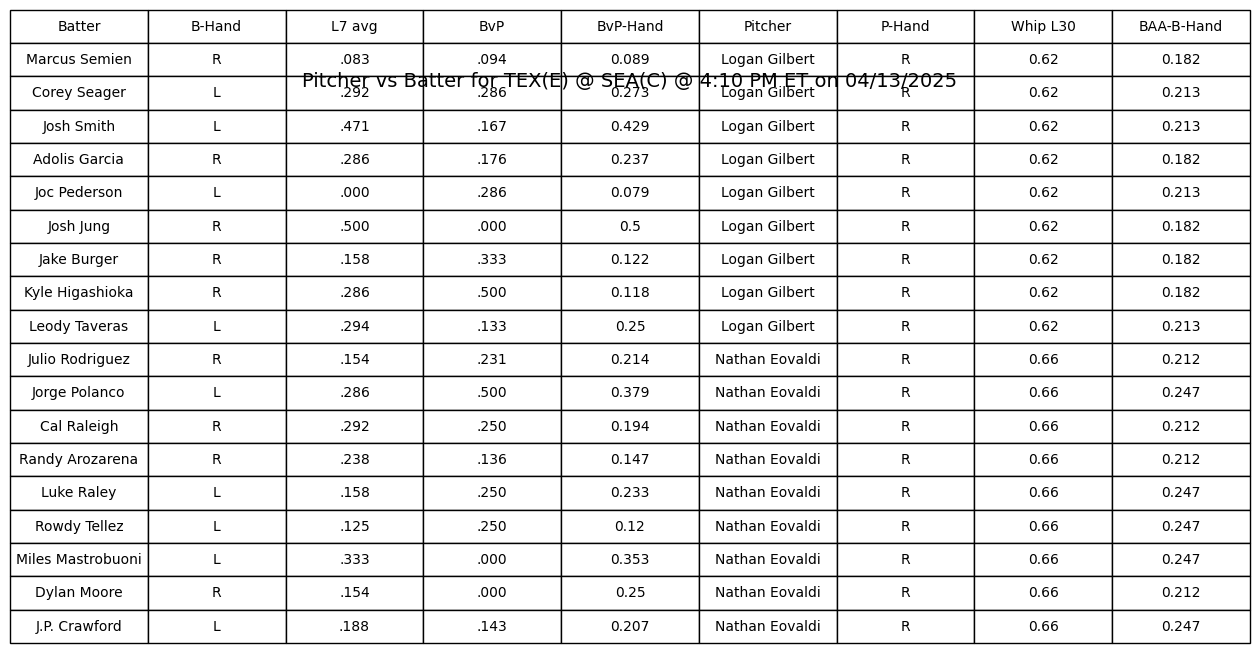 Batter B-Hand L7 avg BvP BvP-Hand Pitcher P-Hand Whip L30 BAA-B-Hand
Marcus Semien R .083 .094 0.089 Logan Gilbert R 0.62 0.182
Pitcher vs Batter for TEX(E) @ SEA(C) @ 4:10 PM ET on 04/13/2025
Corey Seager L .292 .286 0.273 Logan Gilbert R 0.62 0.213
Josh Smith L .471 .167 0.429 Logan Gilbert R 0.62 0.213
Adolis Garcia R .286 .176 0.237 Logan Gilbert R 0.62 0.182
Joc Pederson L .000 .286 0.079 Logan Gilbert R 0.62 0.213
Josh Jung R .500 .000 0.5 Logan Gilbert R 0.62 0.182
Jake Burger R .158 .333 0.122 Logan Gilbert R 0.62 0.182
Kyle Higashioka R .286 .500 0.118 Logan Gilbert R 0.62 0.182
Leody Taveras L .294 .133 0.25 Logan Gilbert R 0.62 0.213
Julio Rodriguez R .154 .231 0.214 Nathan Eovaldi R 0.66 0.212
Jorge Polanco L .286 .500 0.379 Nathan Eovaldi R 0.66 0.247
Cal Raleigh R .292 .250 0.194 Nathan Eovaldi R 0.66 0.212
Randy Arozarena R .238 .136 0.147 Nathan Eovaldi R 0.66 0.212
Luke Raley L .158 .250 0.233 Nathan Eovaldi R 0.66 0.247
Rowdy Tellez L .125 .250 0.12 Nathan Eovaldi R 0.66 0.247
Miles Mastrobuoni L .333 .000 0.353 Nathan Eovaldi R 0.66 0.247
Dylan Moore R .154 .000 0.25 Nathan Eovaldi R 0.66 0.212
J.P. Crawford L .188 .143 0.207 Nathan Eovaldi R 0.66 0.247